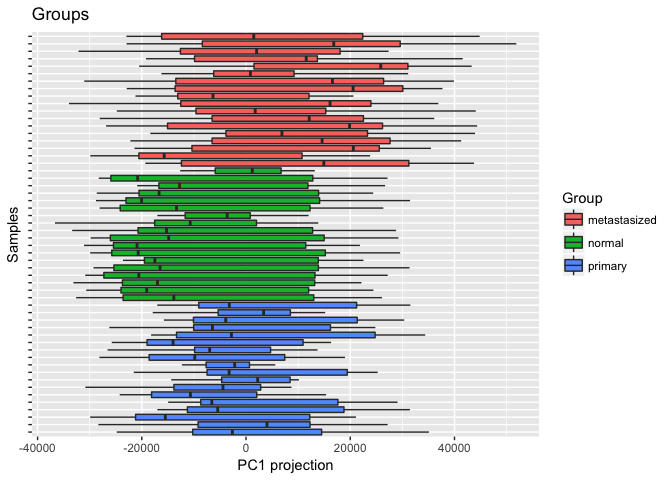 Groups
Samples
Group
metastasized
normal
primary
-40000 -20000 0 20000 40000
PC1 projection